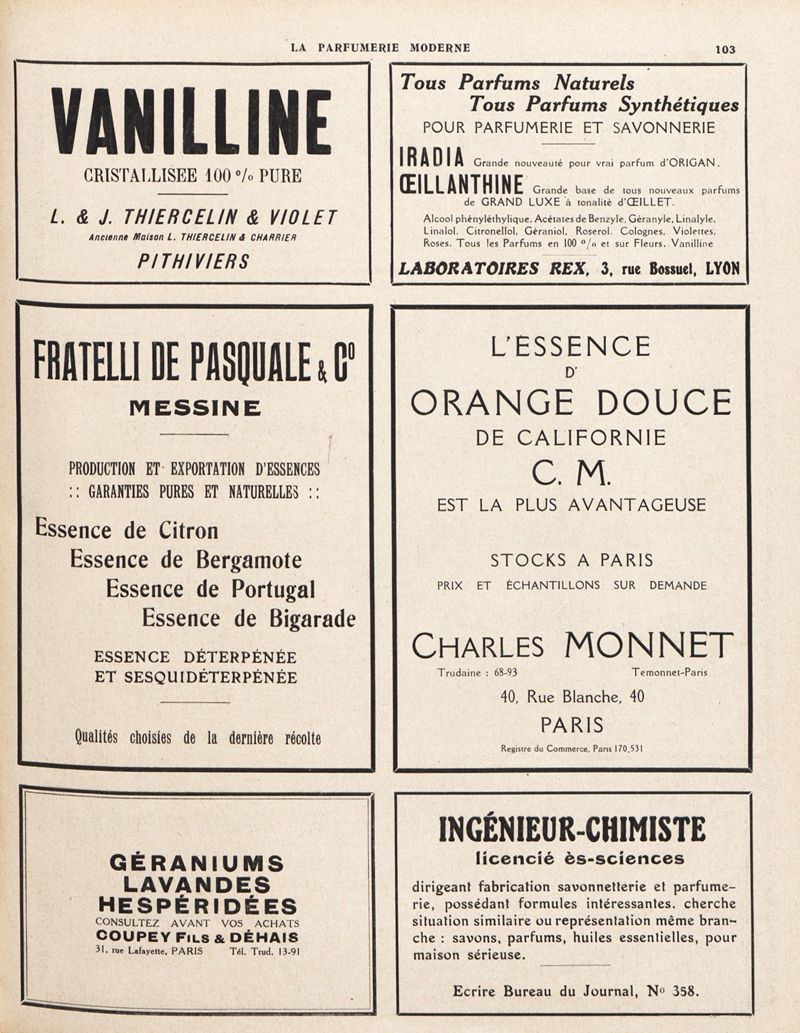 LA PARFUMERIE MODERNE
103
VANILLINE
CRISTALLISEE 100 % PURE
L. & J. THIERCELIN & VIOLET
Ancienne Maison L. THIERCELIN & CHARRIER
PITHIVIERS
Tous Parfums Naturels
Tous Parfums Synthétiques
POUR PARFUMERIE ET SAVONNERIE
IRADIA Grande nouveauté pour vrai parfum d'ORIGAN.
ŒILLANTHINE Grande base de tous nouveaux parfums
de GRAND LUXE à tonalité d'ŒILLET.
Alcool phényléthylique, Acétates de Benzyle, Géranyle, Linalyle,
Linalol, Citronellol, Géraniol, Roserol, Colognes, Violettes,
Roses. Tous les Parfums en 100 % et sur Fleurs. Vanilline
LABORATOIRES REX, 3, rue Bossuet, LYON
FRATELLI DE PASQUALE & Cº
MESSINE
PRODUCTION ET EXPORTATION D'ESSENCES
:: GARANTIES PURES ET NATURELLES ::
Essence de Citron
Essence de Bergamote
Essence de Portugal
Essence de Bigarade
ESSENCE DÉTERPÉNÉE
ET SESQUIDÉTERPÉNÉE
Qualités choisies de la dernière récolte
L'ESSENCE
D'
ORANGE DOUCE
DE CALIFORNIE
C. M.
EST LA PLUS AVANTAGEUSE
STOCKS A PARIS
PRIX ET ÉCHANTILLONS SUR DEMANDE
CHARLES MONNET
Trudaine : 68-93 Temonnet-Paris
40, Rue Blanche, 40
PARIS
Registre du Commerce, Paris 170,531
GÉRANIUMS
LAVANDES
HESPÉRIDÉES
CONSULTEZ AVANT VOS ACHATS
COUPEY FILS & DÉHAIS
31, rue Lafayette, PARIS Tél. Trud. 13-91
INGÉNIEUR-CHIMISTE
licencié ès-sciences
dirigeant fabrication savonnetterie et parfume-
rie, possédant formules intéressantes, cherche
situation similaire ou représentation même bran-
che : savons, parfums, huiles essentielles, pour
maison sérieuse.
Ecrire Bureau du Journal, Nº 358.